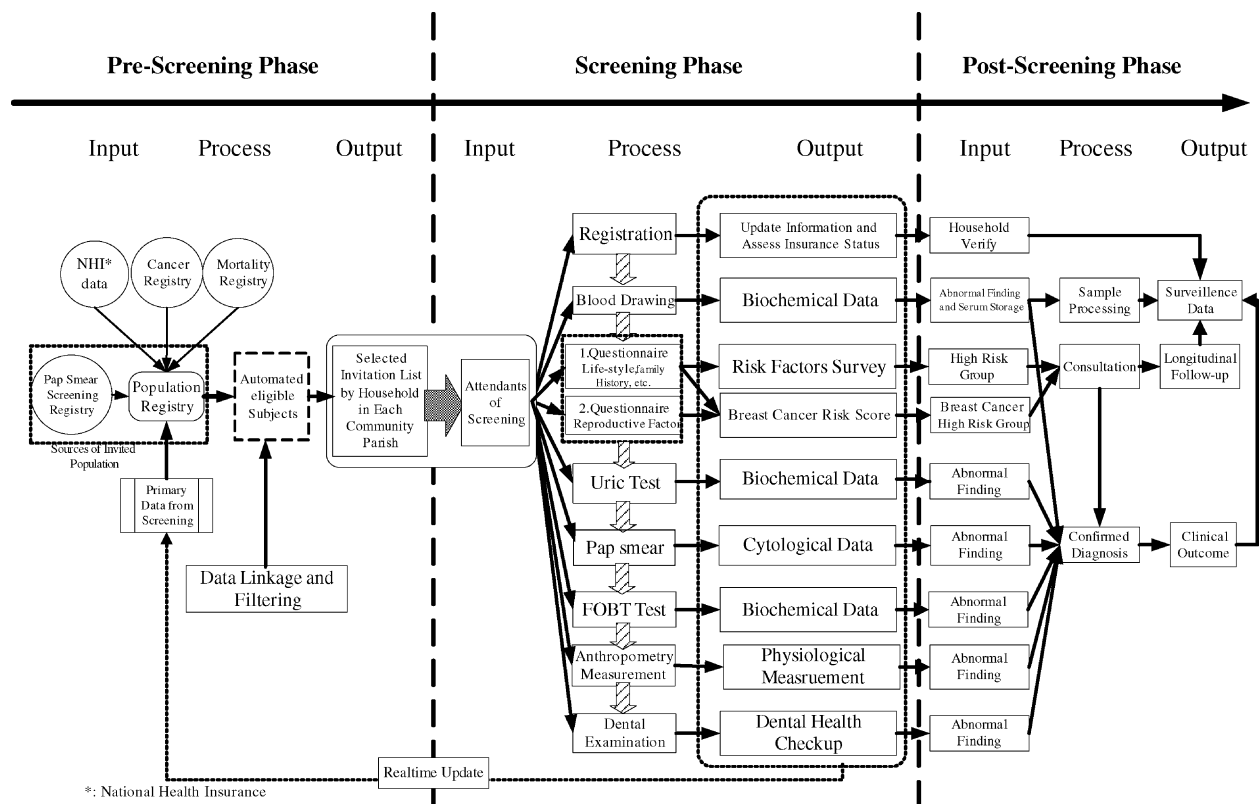 Pre-Screening Phase
Screening Phase
Post-Screening Phase
Input
Process
Output
Input
Process
Output
Input
Process
Output
NHI*
data
Cancer
Registry
Mortality
Registry
Pap Smear
Screening
Registry
Population
Registry
Sources of Invited
Population
Primary
Data from
Screening
Automated
eligible
Subjects
Data Linkage and
Filtering
Selected
Invitation List
by Household
in Each
Community
Parish
Attendants
of
Screening
Registration
Blood Drawing
1.Questionnaire
Life-style,family
History, etc.
2.Questionnaire
Reproductive Factor
Uric Test
Pap smear
FOBT Test
Anthropometry
Measurement
Dental
Examination
Update Information and
Assess Insurance Status
Biochemical Data
Risk Factors Survey
Breast Cancer Risk Score
Biochemical Data
Cytological Data
Biochemical Data
Physiological
Measruement
Dental Health
Checkup
Household
Verify
Abnormal Finding
and Serum Storage
High Risk
Group
Breast Cancer
High Risk Group
Abnormal
Finding
Abnormal
Finding
Abnormal
Finding
Abnormal
Finding
Abnormal
Finding
Sample
Processing
Consultation
Confirmed
Diagnosis
Surveillence
Data
Longitudinal
Follow-up
Clinical
Outcome
Realtime Update
*: National Health Insurance